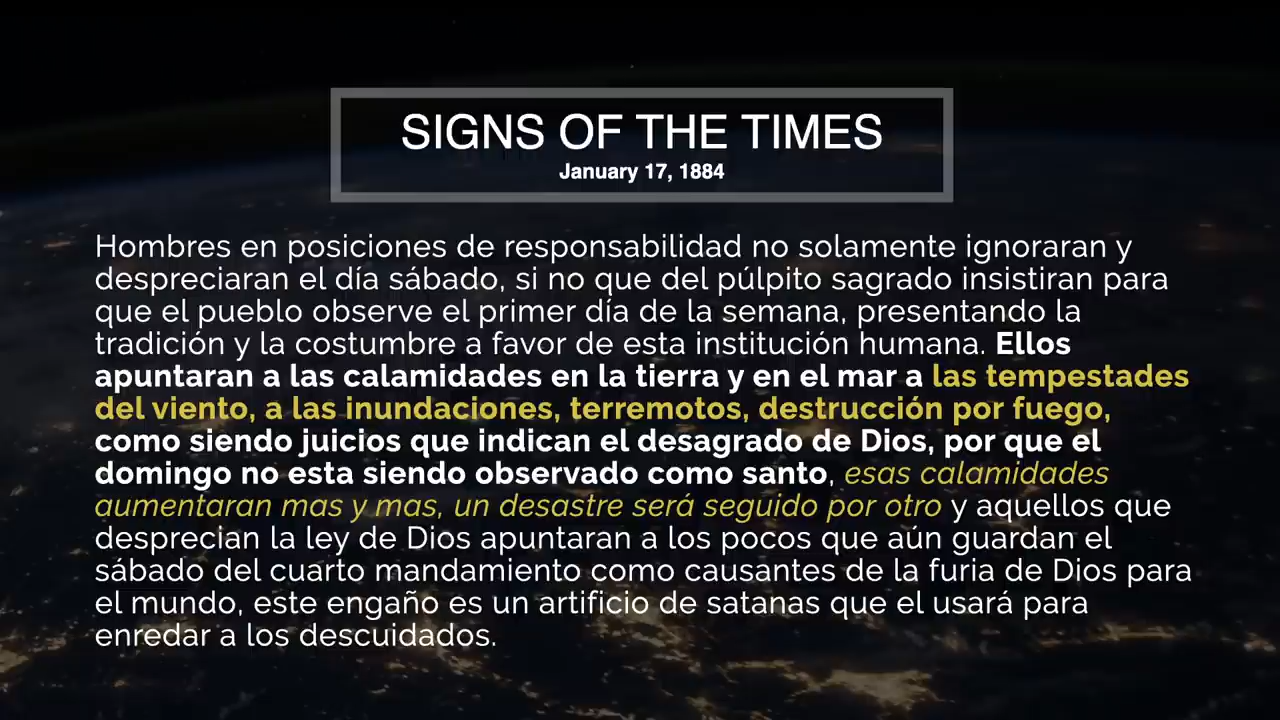 SIGNS OF THE TIMES
January 17, 1884
Hombres en posiciones de responsabilidad no solamente ignoraran y
despreciaran el día sábado, si no que del púlpito sagrado insistiran para
que el pueblo observe el primer día de la semana, presentando la
tradición y la costumbre a favor de esta institución humana. Ellos
apuntaran a las calamidades en la tierra y en el mar a las tempestades
del viento, a las inundaciones, terremotos, destrucción por fuego,
como siendo juicios que indican el desagrado de Dios, por que el
domingo no esta siendo observado como santo, esas calamidades
aumentaran mas y mas, un desastre será seguido por otro y aquellos que
desprecian la ley de Dios apuntaran a los pocos que aún guardan el
sábado del cuarto mandamiento como causantes de la furia de Dios para
el mundo, este engaño es un artificio de satanas que el usará para
enredar a los descuidados.